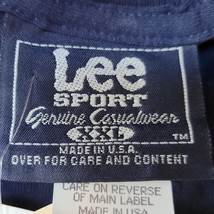 Lee
SPORT
Genuine Casualwear
XXL
TM
MADE IN U.S.A.
OVER FOR CARE AND CONTENT
CARE ON REVERSE
OF MAIN LABEL
MADE IN U.S.A.